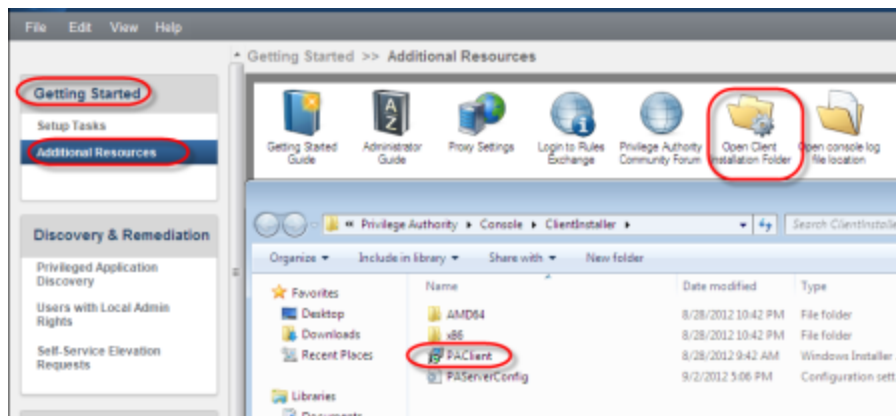 File Edit View Help
Getting Started >> Additional Resources
Getting Started
Setup Tasks
Additional Resources
Getting Started Guide
Administrator Guide
Proxy Settings
Login to Rules Exchange
Privilege Authority Community Forum
Open Client Installation Folder
Open console log file location
Discovery & Remediation
Privileged Application Discovery
Users with Local Admin Rights
Self-Service Elevation Requests
« Privilege Authority ▸ Console ▸ ClientInstaller ▸
Search ClientInstalle
Organize Include in library Share with New folder
Favorites
Desktop
Downloads
Recent Places
Libraries
Documents
Name Date modified Type
AMD64 8/28/2012 10:42 PM File folder
x86 8/28/2012 10:42 PM File folder
PAClient 8/28/2012 9:42 AM Windows Installer
PAServerConfig 9/2/2012 5:06 PM Configuration sett